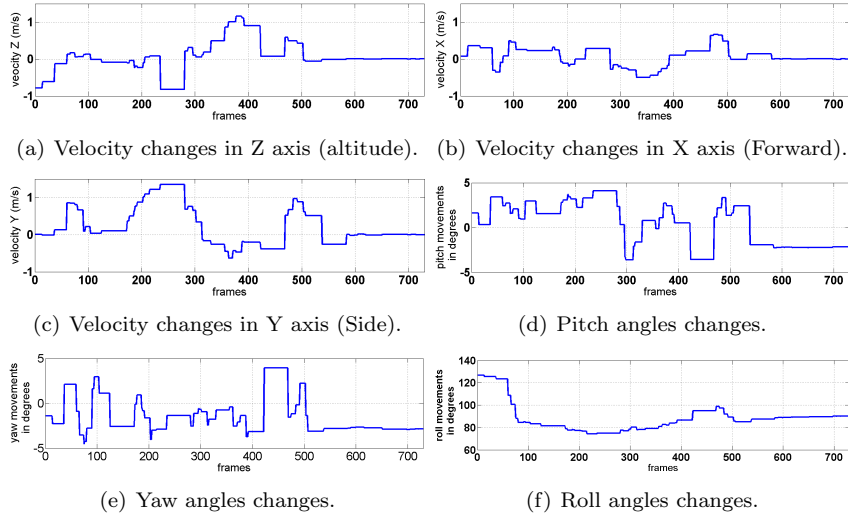 veocity Z (m/s)
1
0
-1
0 100 200 300 400 500 600 700
frames
(a) Velocity changes in Z axis (altitude).
velocity X (m/s)
1
0
-1
0 100 200 300 400 500 600 700
frames
(b) Velocity changes in X axis (Forward).
velocity Y (m/s)
1
0
-1
0 100 200 300 400 500 600 700
frames
(c) Velocity changes in Y axis (Side).
pitch movements
in degrees
5
0
-5
0 100 200 300 400 500 600 700
frames
(d) Pitch angles changes.
yaw movements
in degrees
5
0
-5
0 100 200 300 400 500 600 700
frames
(e) Yaw angles changes.
roll movements
in degrees
140
120
100
80
60
0 100 200 300 400 500 600 700
frames
(f) Roll angles changes.